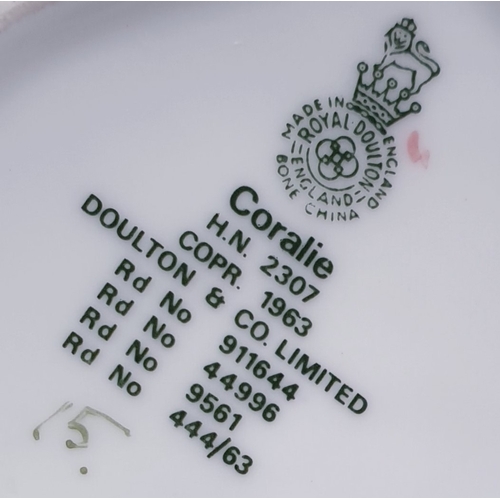 MADE IN ENGLAND
ROYAL DOULTON
ENGLAND
BONE CHINA
Coralie
H.N. 2307
COPR. 1963
DOULTON & CO. LIMITED
Rd No 911644
Rd No 44996
Rd No 9561
Rd No 444/63
15.